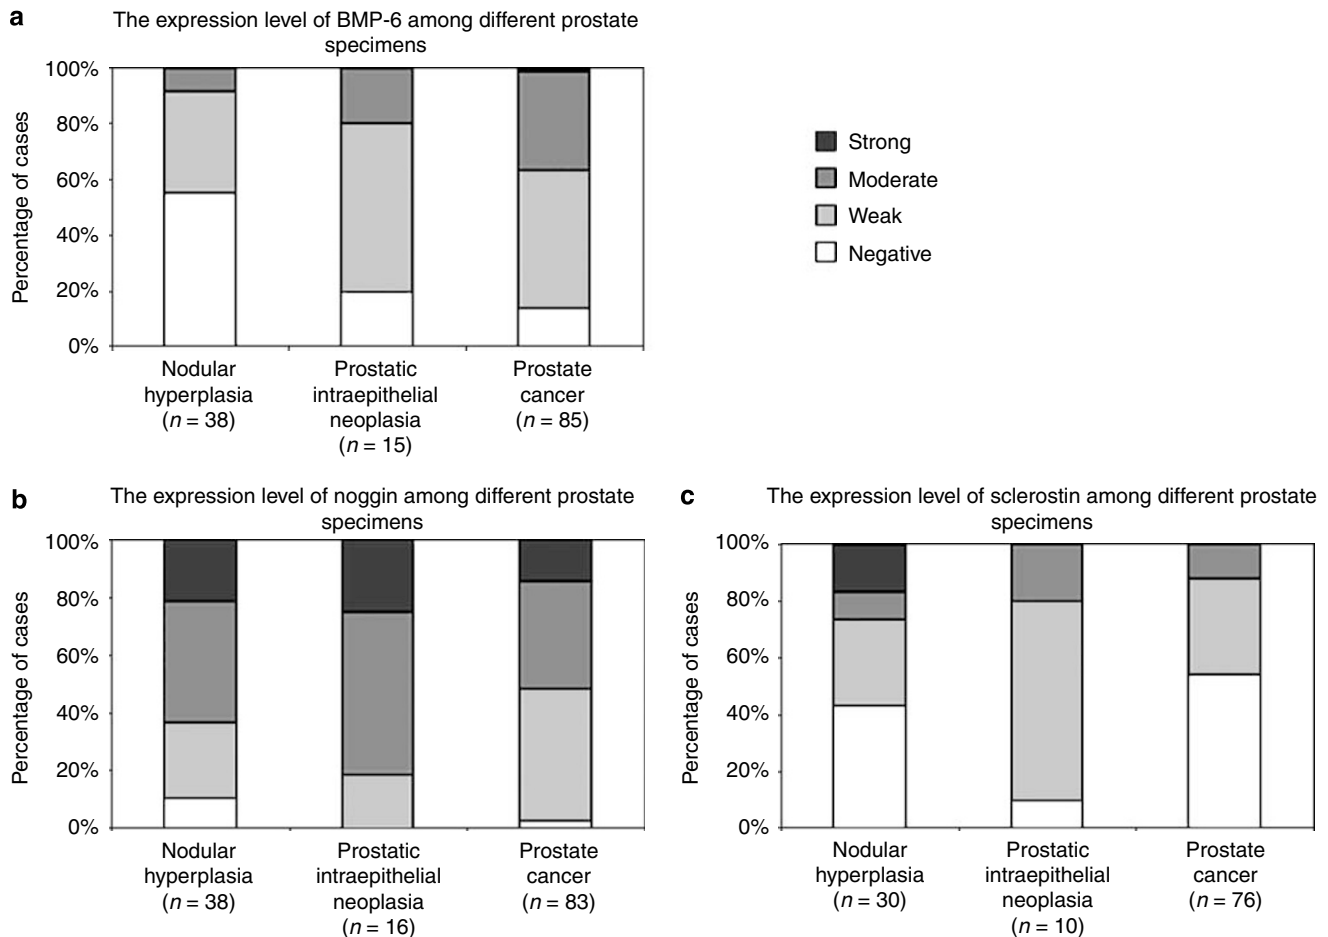 a
The expression level of BMP-6 among different prostate
specimens
Percentage of cases
100%
80%
60%
40%
20%
0%
Nodular
hyperplasia
(n = 38)
Prostatic
intraepithelial
neoplasia
(n = 15)
Prostate
cancer
(n = 85)
Strong
Moderate
Weak
Negative
b
The expression level of noggin among different prostate
specimens
Percentage of cases
100%
80%
60%
40%
20%
0%
Nodular
hyperplasia
(n = 38)
Prostatic
intraepithelial
neoplasia
(n = 16)
Prostate
cancer
(n = 83)
c
The expression level of sclerostin among different prostate
specimens
Percentage of cases
100%
80%
60%
40%
20%
0%
Nodular
hyperplasia
(n = 30)
Prostatic
intraepithelial
neoplasia
(n = 10)
Prostate
cancer
(n = 76)